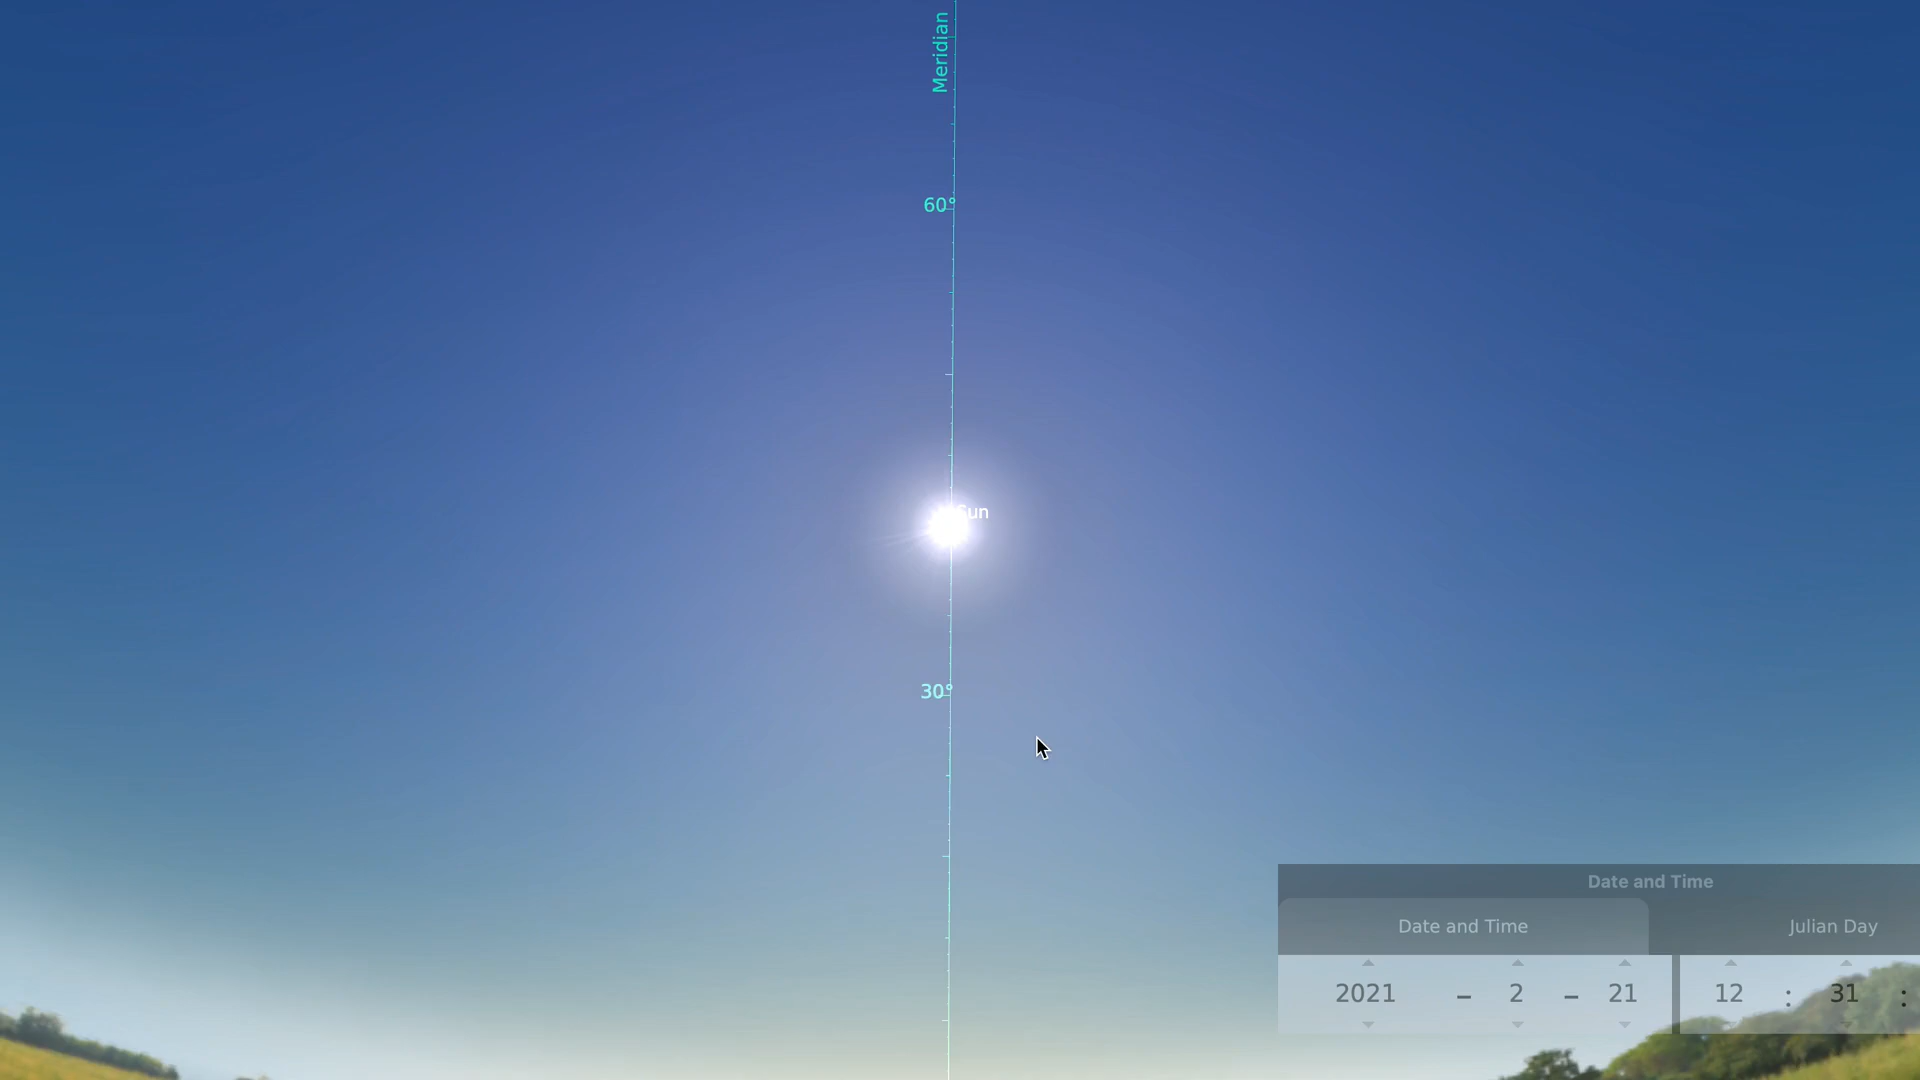 Meridian
60°
Sun
30°
Date and Time
Date and Time Julian Day
2021 – 2 – 21 12 : 31 :